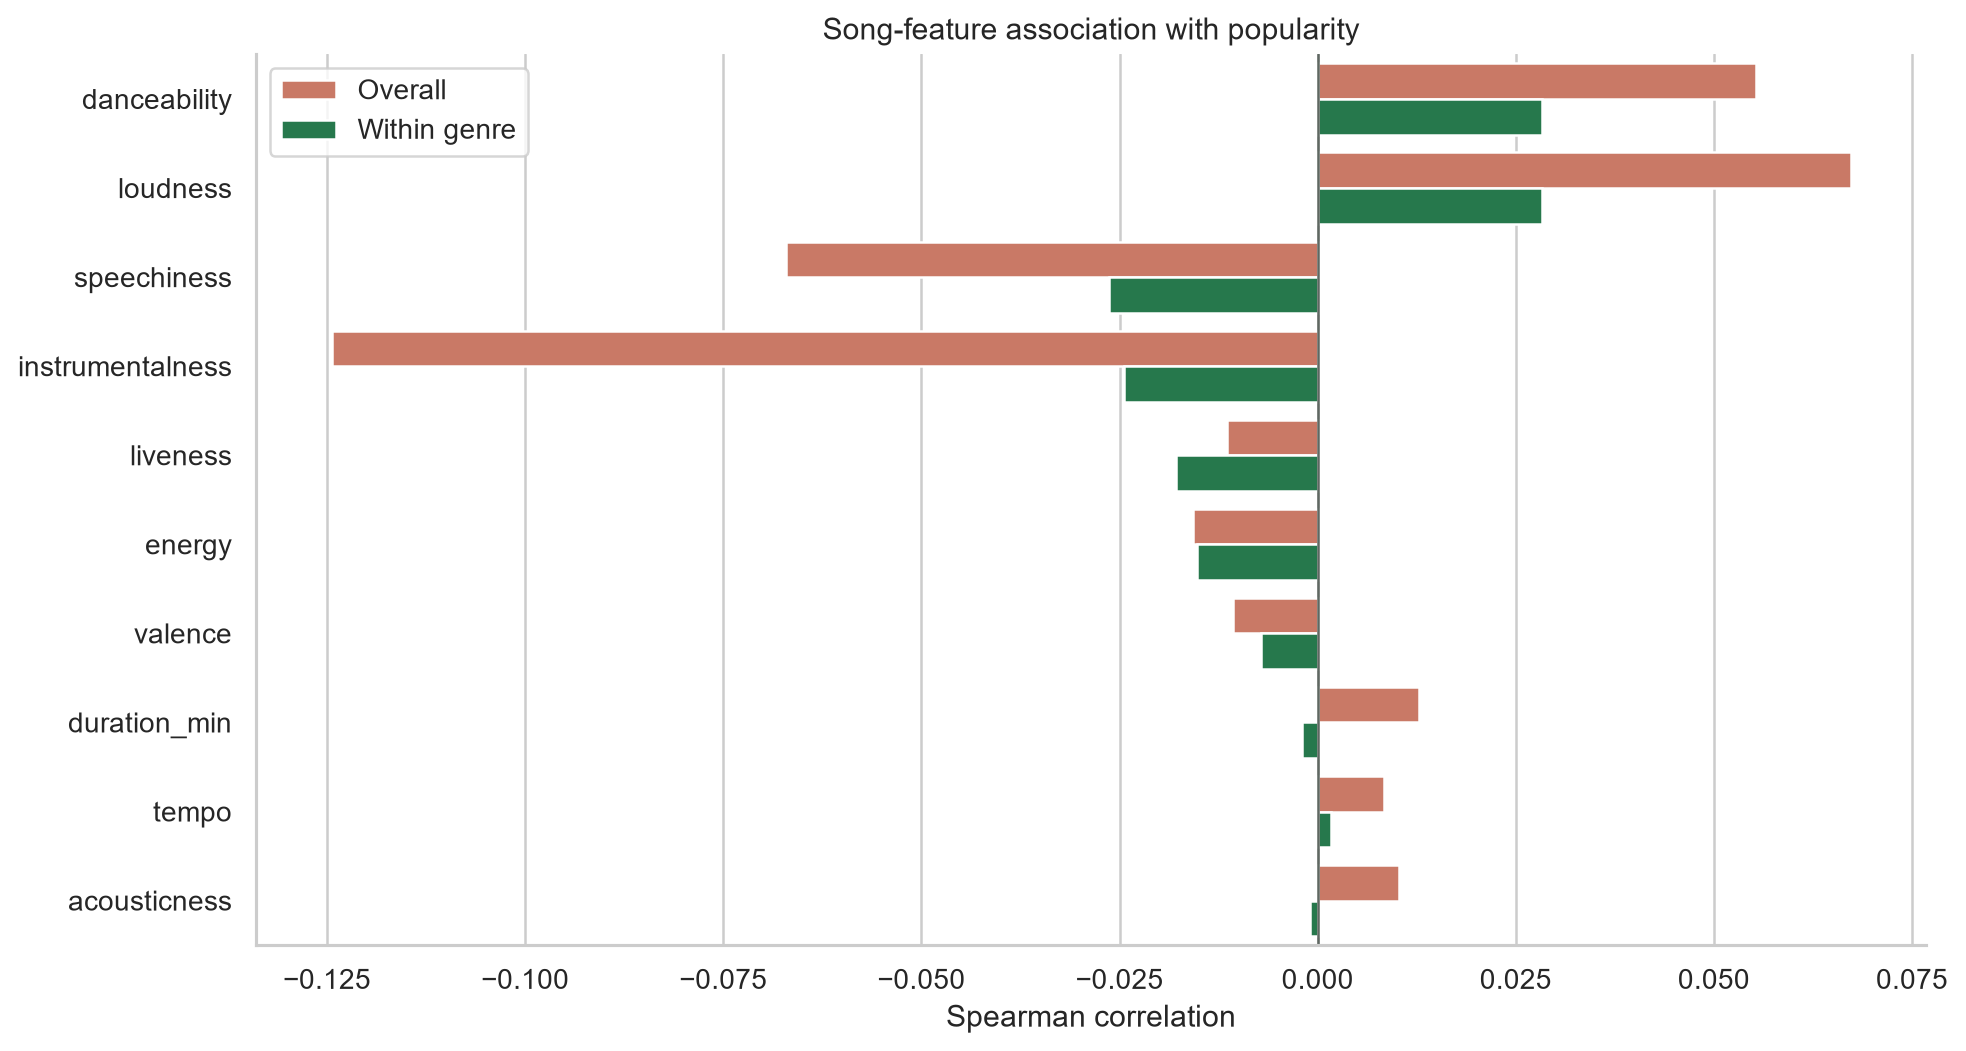 Song-feature association with popularity
Overall
Within genre
danceability
loudness
speechiness
instrumentalness
liveness
energy
valence
duration_min
tempo
acousticness
−0.125 −0.100 −0.075 −0.050 −0.025 0.000 0.025 0.050 0.075
Spearman correlation